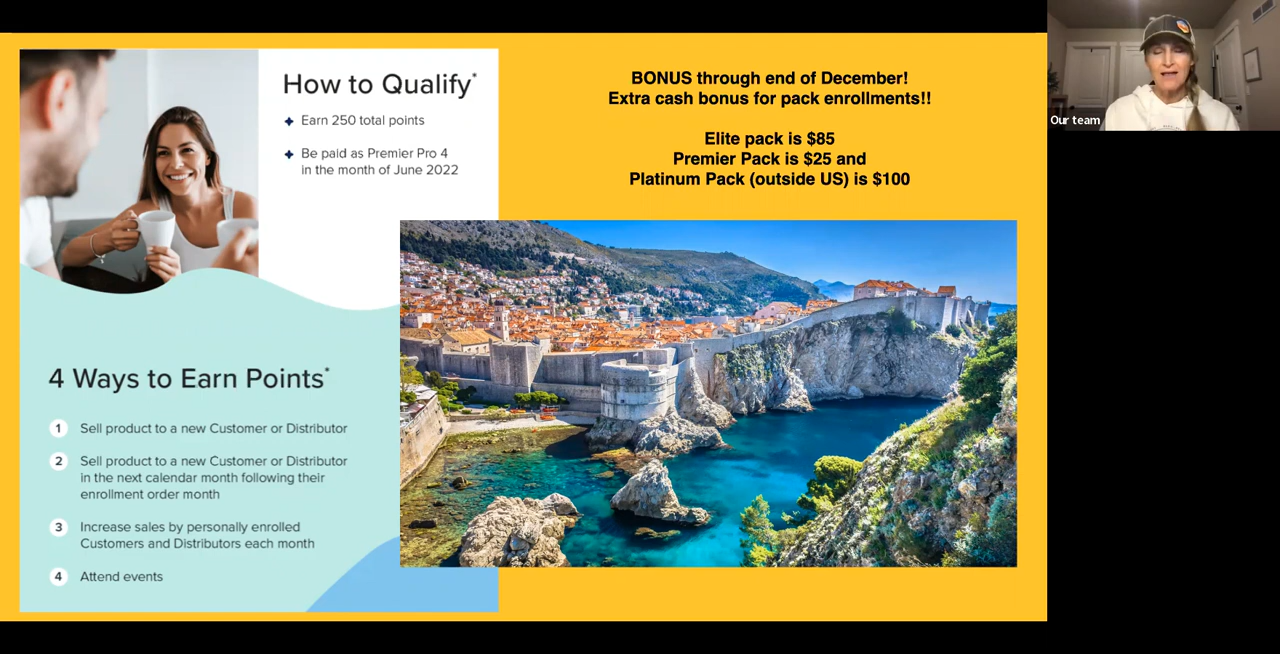 How to Qualify*
Earn 250 total points
Be paid as Premier Pro 4
in the month of June 2022
4 Ways to Earn Points*
1 Sell product to a new Customer or Distributor
2 Sell product to a new Customer or Distributor
in the next calendar month following their
enrollment order month
3 Increase sales by personally enrolled
Customers and Distributors each month
4 Attend events
BONUS through end of December!
Extra cash bonus for pack enrollments!!
Elite pack is $85
Premier Pack is $25 and
Platinum Pack (outside US) is $100
Our team